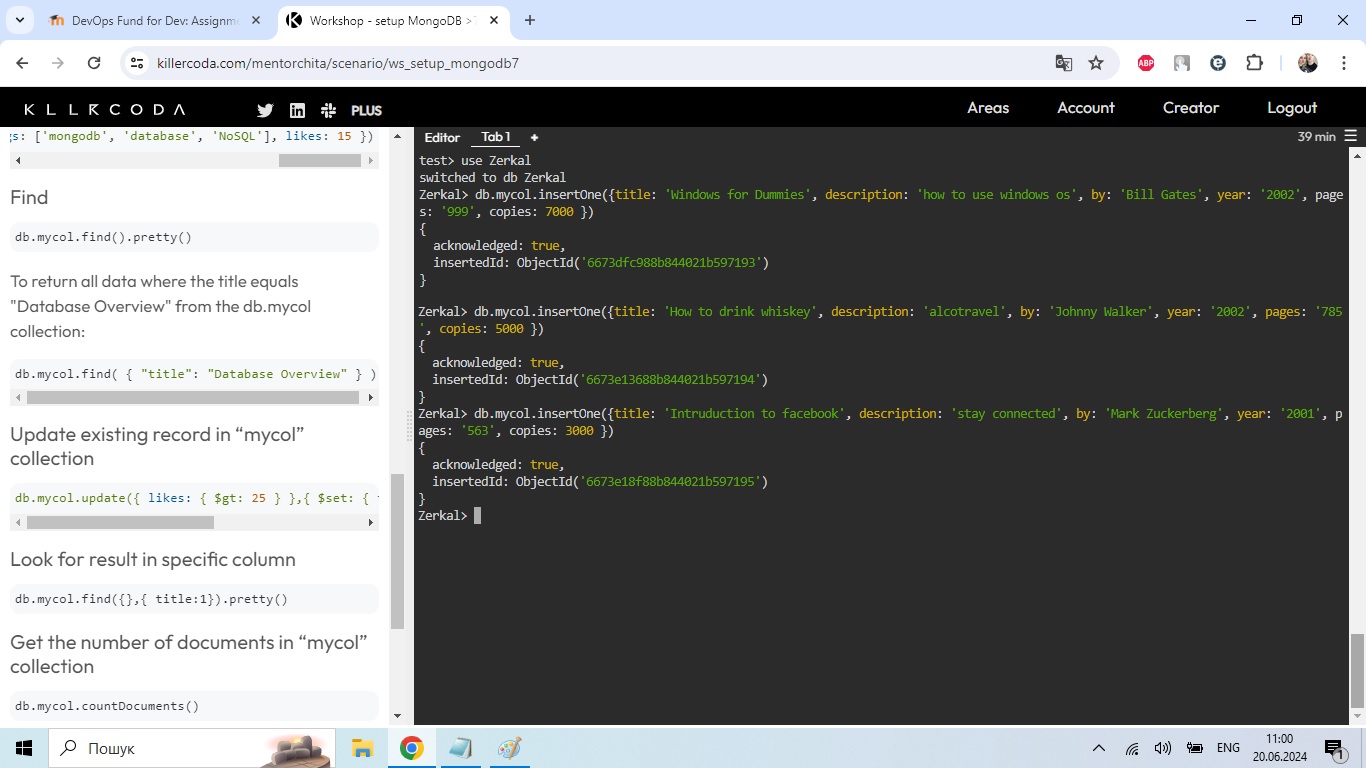 DevOps Fund for Dev: Assignme
Workshop - setup MongoDB >
killercoda.com/mentorchita/scenario/ws_setup_mongodb7
ABP
KLLRCODA
PLUS
Areas
Account
Creator
Logout
gs: ['mongodb', 'database', 'NoSQL'], likes: 15 })
Find
db.mycol.find().pretty()
To return all data where the title equals
"Database Overview" from the db.mycol
collection:
db.mycol.find( { "title": "Database Overview" } )
Update existing record in “mycol”
collection
db.mycol.update({ likes: { $gt: 25 } },{ $set: {
Look for result in specific column
db.mycol.find({},{ title:1}).pretty()
Get the number of documents in “mycol”
collection
db.mycol.countDocuments()
Editor
Tab 1
+
39 min
test> use Zerkal
switched to db Zerkal
Zerkal> db.mycol.insertOne({title: 'Windows for Dummies', description: 'how to use windows os', by: 'Bill Gates', year: '2002', page
s: '999', copies: 7000 })
{
acknowledged: true,
insertedId: ObjectId('6673dfc988b844021b597193')
}
Zerkal> db.mycol.insertOne({title: 'How to drink whiskey', description: 'alcotravel', by: 'Johnny Walker', year: '2002', pages: '785
', copies: 5000 })
{
acknowledged: true,
insertedId: ObjectId('6673e13688b844021b597194')
}
Zerkal> db.mycol.insertOne({title: 'Intruduction to facebook', description: 'stay connected', by: 'Mark Zuckerberg', year: '2001', p
ages: '563', copies: 3000 })
{
acknowledged: true,
insertedId: ObjectId('6673e18f88b844021b597195')
}
Zerkal>
Пошук
ENG
11:00
20.06.2024
1